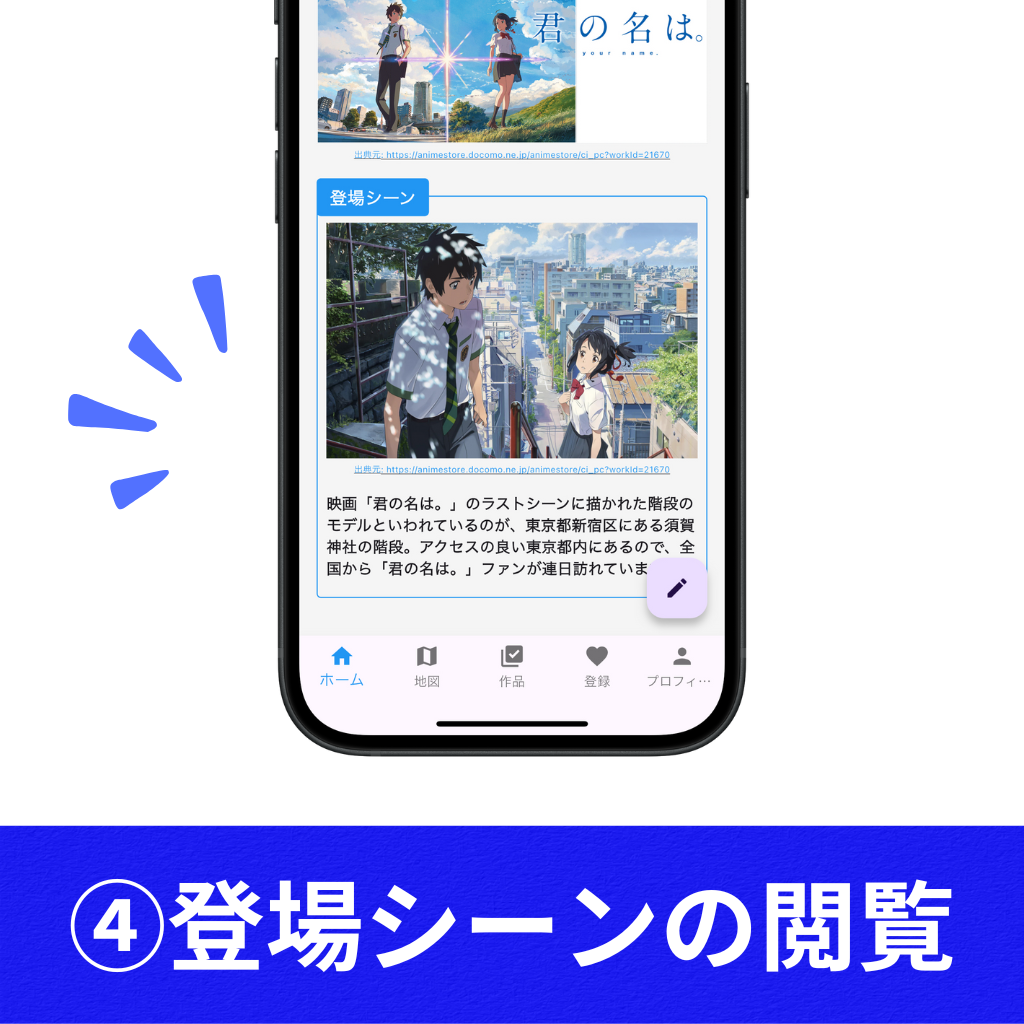 君の名は。
your name.
出典元: https://animestore.docomo.ne.jp/animestore/ci_pc?workId=21670
登場シーン
出典元: https://animestore.docomo.ne.jp/animestore/ci_pc?workId=21670
映画「君の名は。」のラストシーンに描かれた階段の
モデルといわれているのが、東京都新宿区にある須賀
神社の階段。アクセスの良い東京都内にあるので、全
国から「君の名は。」ファンが連日訪れていま
ホーム
地図
作品
登録
プロフィ…
④登場シーンの閲覧